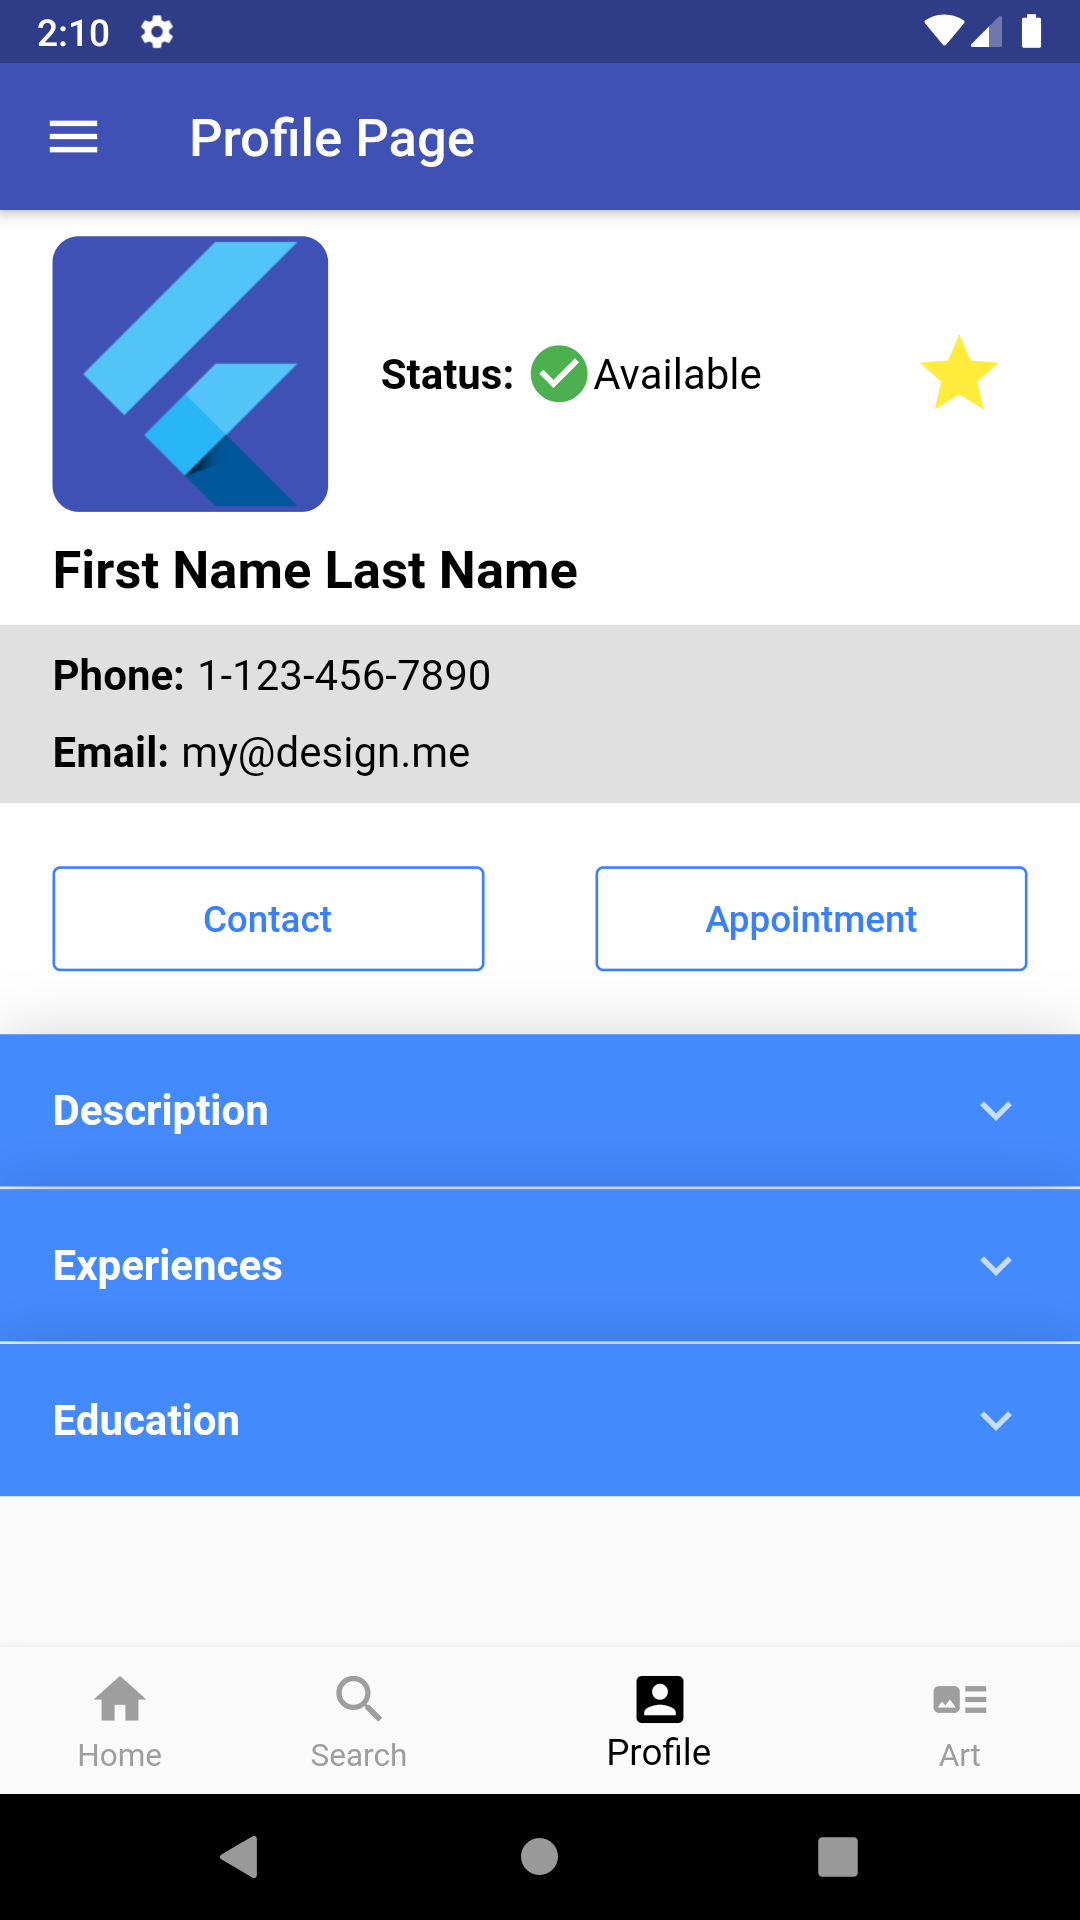 2:10
Profile Page
Status: Available
First Name Last Name
Phone: 1-123-456-7890
Email: my@design.me
Contact Appointment
Description
Experiences
Education
Home Search Profile Art